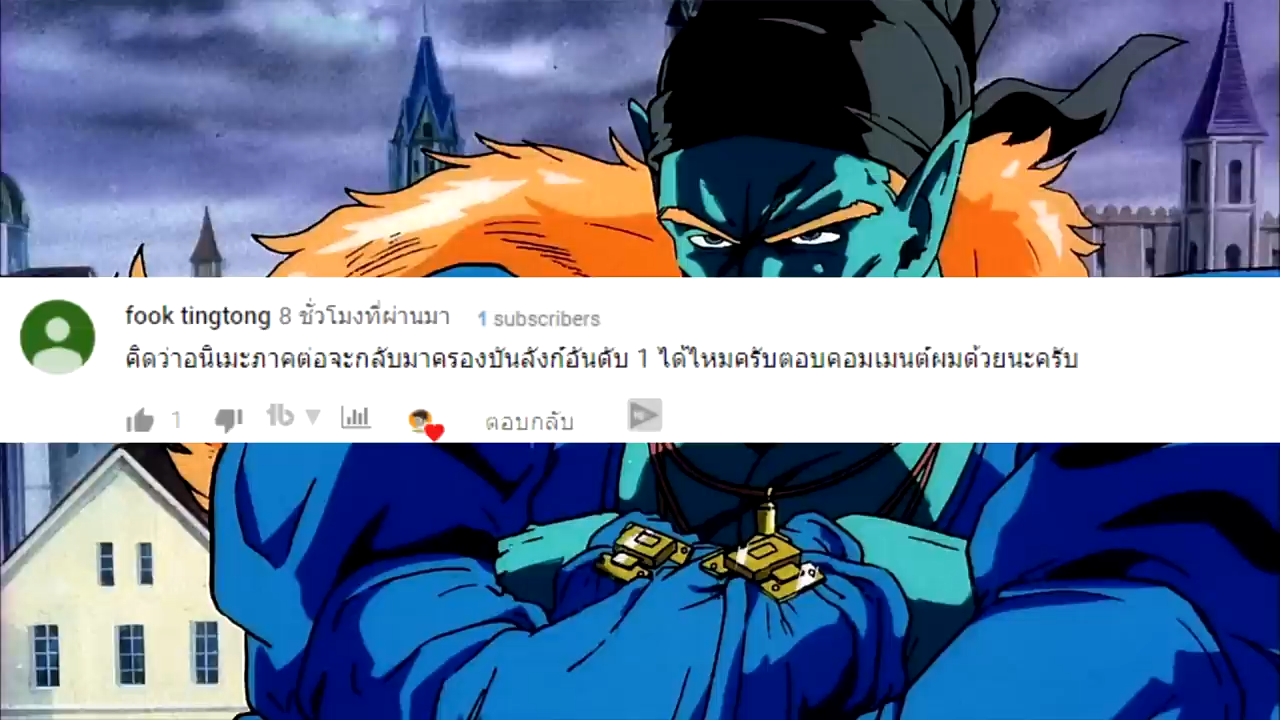 fook tingtong 8 ชั่วโมงที่ผ่านมา 1 subscribers
คิดว่าอนิเมะภาคต่อจะกลับมาครองบัลลังก์อันดับ 1 ได้ไหมครับตอบคอมเมนต์ผมด้วยนะครับ
1 ตอบกลับ